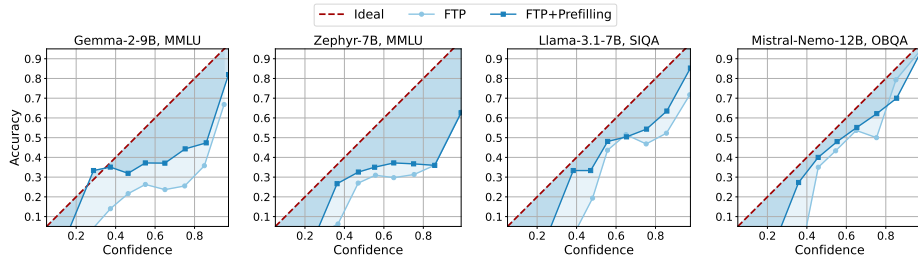 Ideal FTP FTP+Prefilling
Gemma-2-9B, MMLU
Accuracy
0.9
0.8
0.7
0.6
0.5
0.4
0.3
0.2
0.1
0.2 0.4 0.6 0.8
Confidence
Zephyr-7B, MMLU
0.9
0.8
0.7
0.6
0.5
0.4
0.3
0.2
0.1
0.2 0.4 0.6 0.8
Confidence
Llama-3.1-7B, SIQA
0.9
0.8
0.7
0.6
0.5
0.4
0.3
0.2
0.1
0.2 0.4 0.6 0.8
Confidence
Mistral-Nemo-12B, OBQA
0.9
0.8
0.7
0.6
0.5
0.4
0.3
0.2
0.1
0.2 0.4 0.6 0.8
Confidence